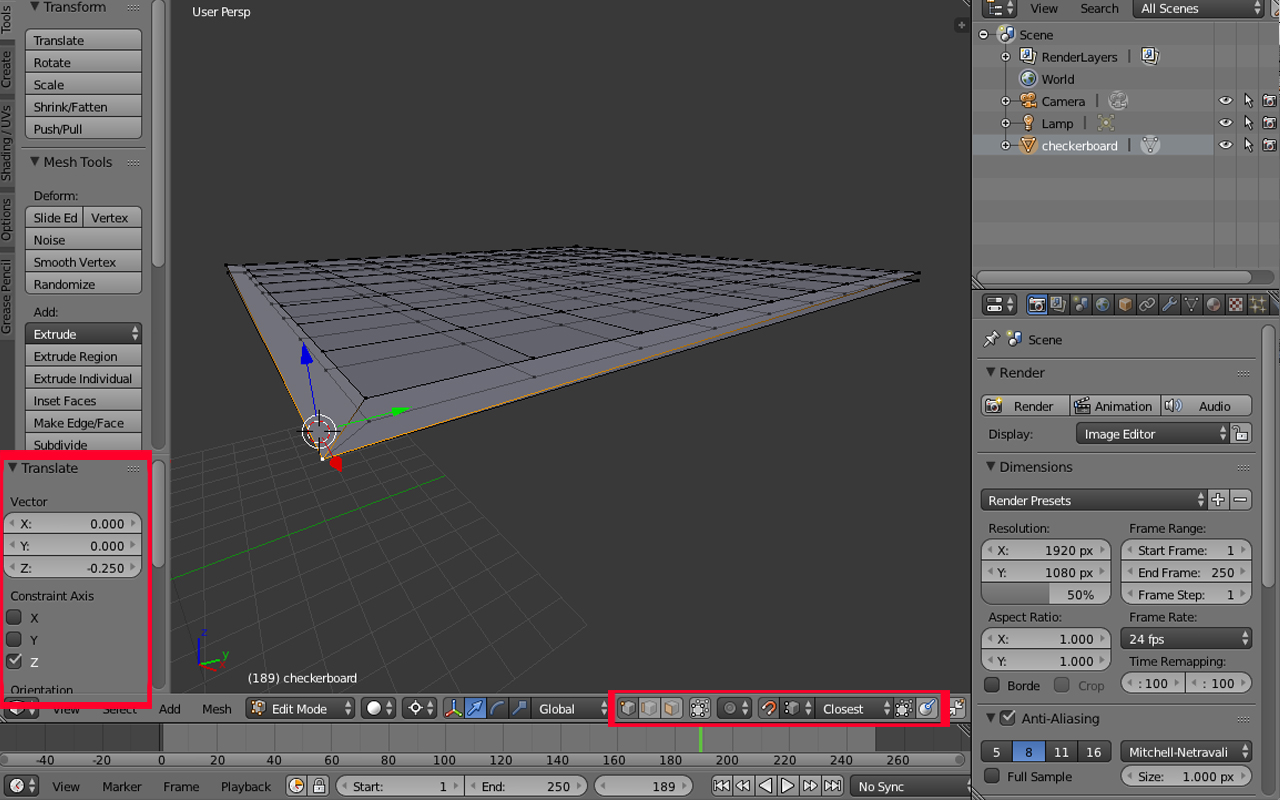 User Persp
Tools
Create
Shading / UVs
Options
Grease Pencil
Transform
Translate
Rotate
Scale
Shrink/Fatten
Push/Pull
Mesh Tools
Deform:
Slide Ed Vertex
Noise
Smooth Vertex
Randomize
Add:
Extrude
Extrude Region
Extrude Individual
Inset Faces
Make Edge/Face
Subdivide
Translate
Vector
X: 0.000
Y: 0.000
Z: -0.250
Constraint Axis
X
Y
Z
Orientation
z
y
(189) checkerboard
View Select Add Mesh Edit Mode Global Closest
-40 -20 0 20 40 60 80 100 120 140 160 180 200 220 240 260
View Marker Frame Playback Start: 1 End: 250 189 No Sync
View Search All Scenes
Scene
RenderLayers
World
Camera
Lamp
checkerboard
Scene
Render
Render Animation Audio
Display: Image Editor
Dimensions
Render Presets
Resolution: Frame Range:
X: 1920 px Start Frame: 1
Y: 1080 px End Frame: 250
50% Frame Step: 1
Aspect Ratio: Frame Rate:
X: 1.000 24 fps
Y: 1.000 Time Remapping:
Borde Crop : 100 : 100
Anti-Aliasing
5 8 11 16 Mitchell-Netravali
Full Sample Size: 1.000 px